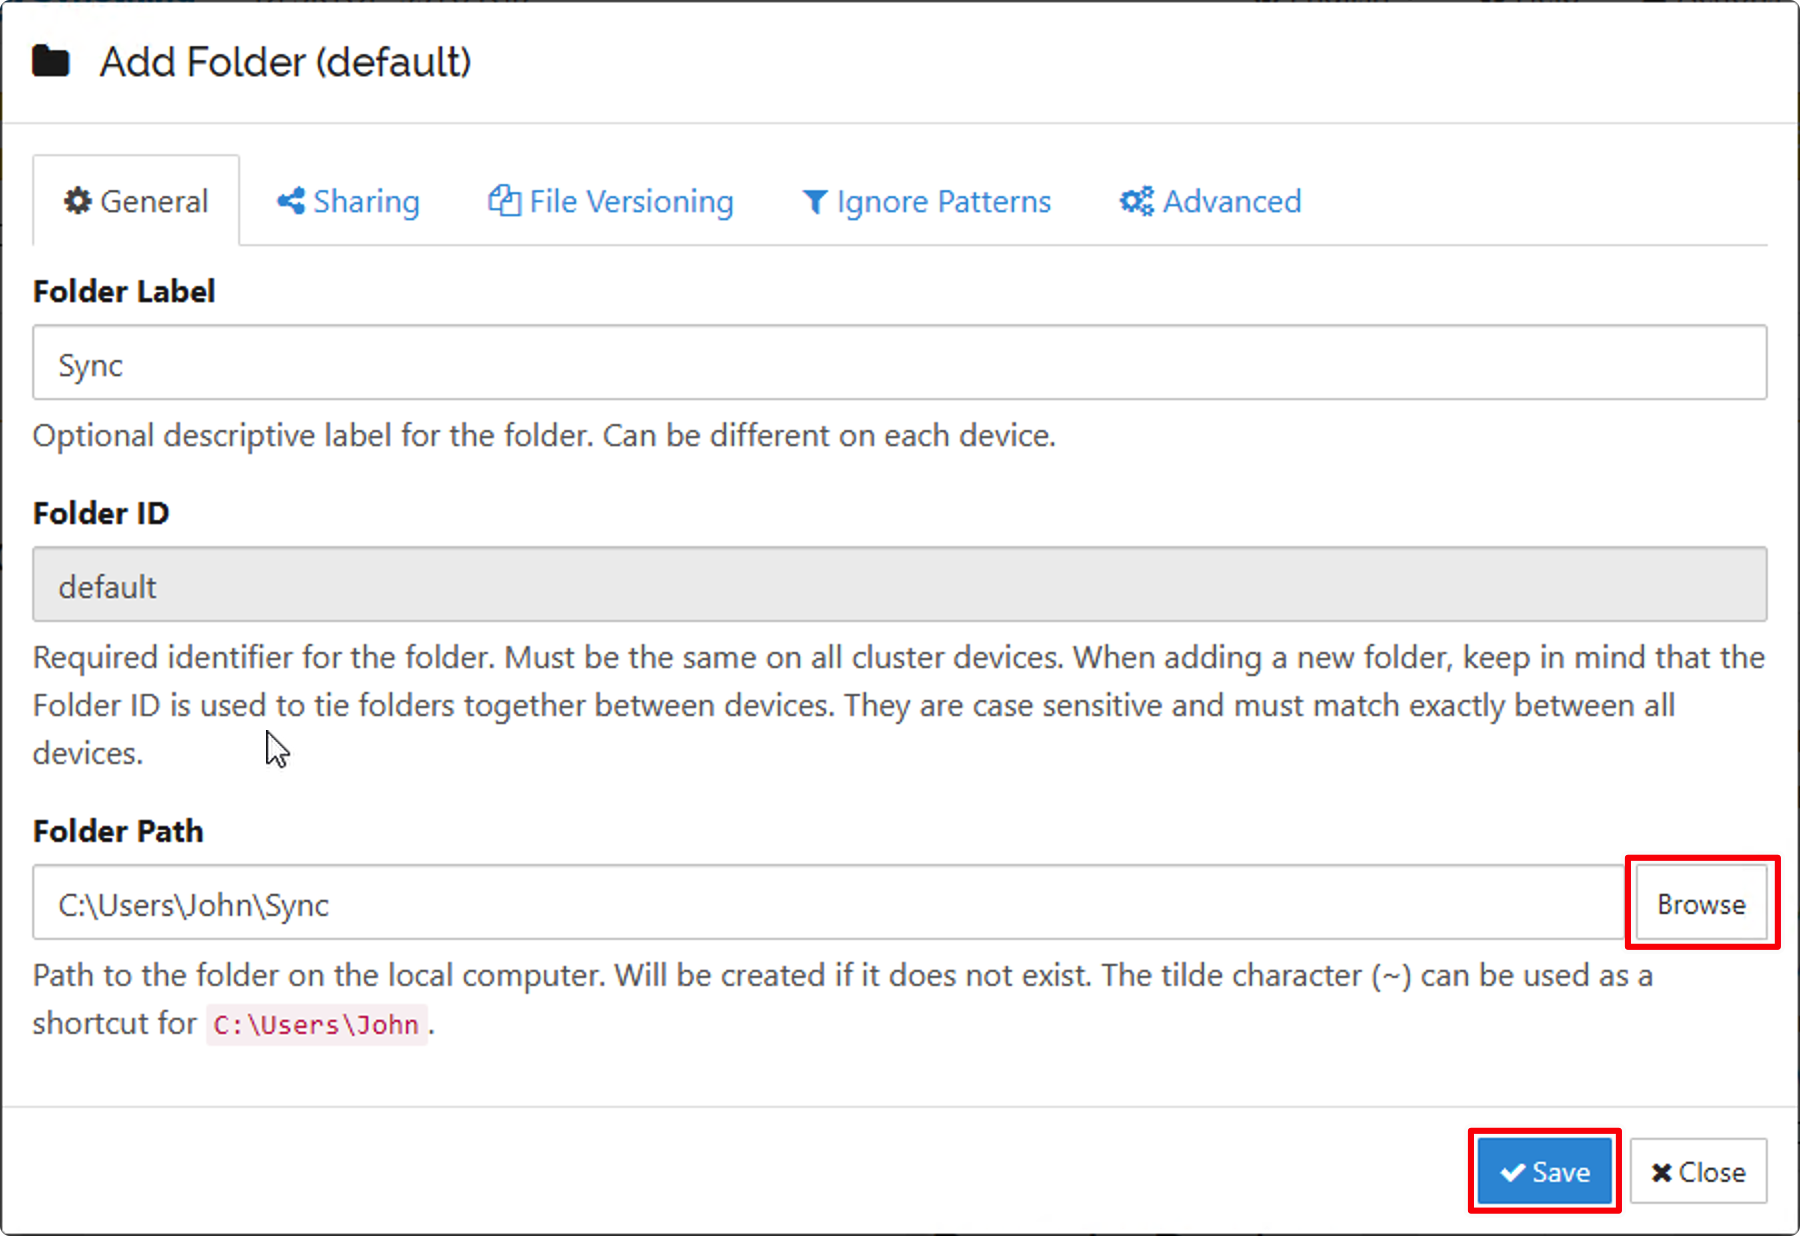 Add Folder (default)
General Sharing File Versioning Ignore Patterns Advanced
Folder Label
Sync
Optional descriptive label for the folder. Can be different on each device.
Folder ID
default
Required identifier for the folder. Must be the same on all cluster devices. When adding a new folder, keep in mind that the
Folder ID is used to tie folders together between devices. They are case sensitive and must match exactly between all
devices.
Folder Path
C:\Users\John\Sync
Browse
Path to the folder on the local computer. Will be created if it does not exist. The tilde character (~) can be used as a
shortcut for C:\Users\John.
Save Close